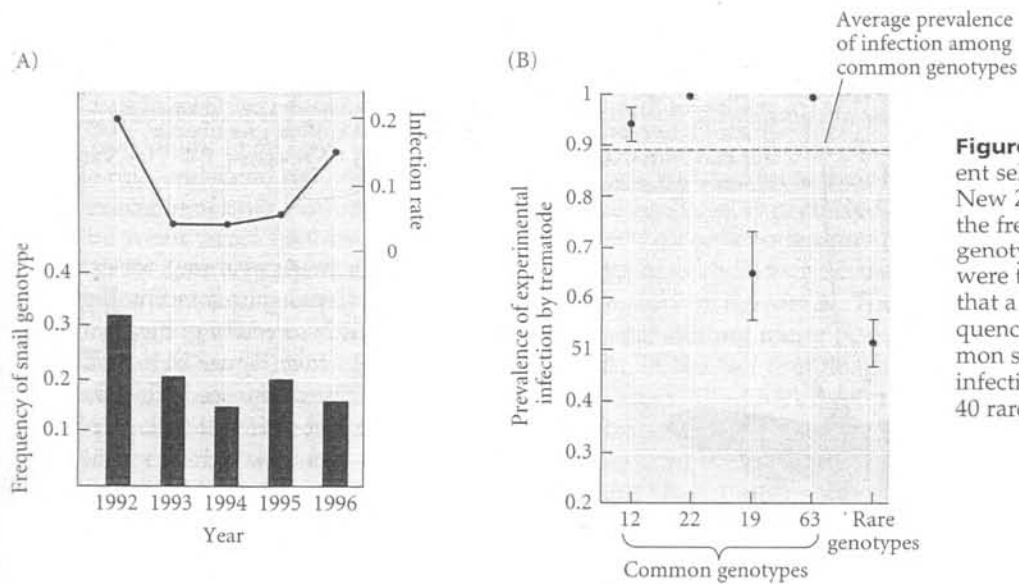 A)
0.2
0.1
0
Infection rate
0.4
0.3
0.2
0.1
Frequency of snail genotype
1992 1993 1994 1995 1996
Year
(B)
Average prevalence
of infection among
common genotypes
1
0.9
0.8
0.7
0.6
51
0.4
0.3
0.2
Prevalence of experimental
infection by trematode
12 22 19 63 Rare
genotypes
Common genotypes
Figure
ent se
New
the fre
genoty
were
that a
quenc
mon s
infecti
40 rare